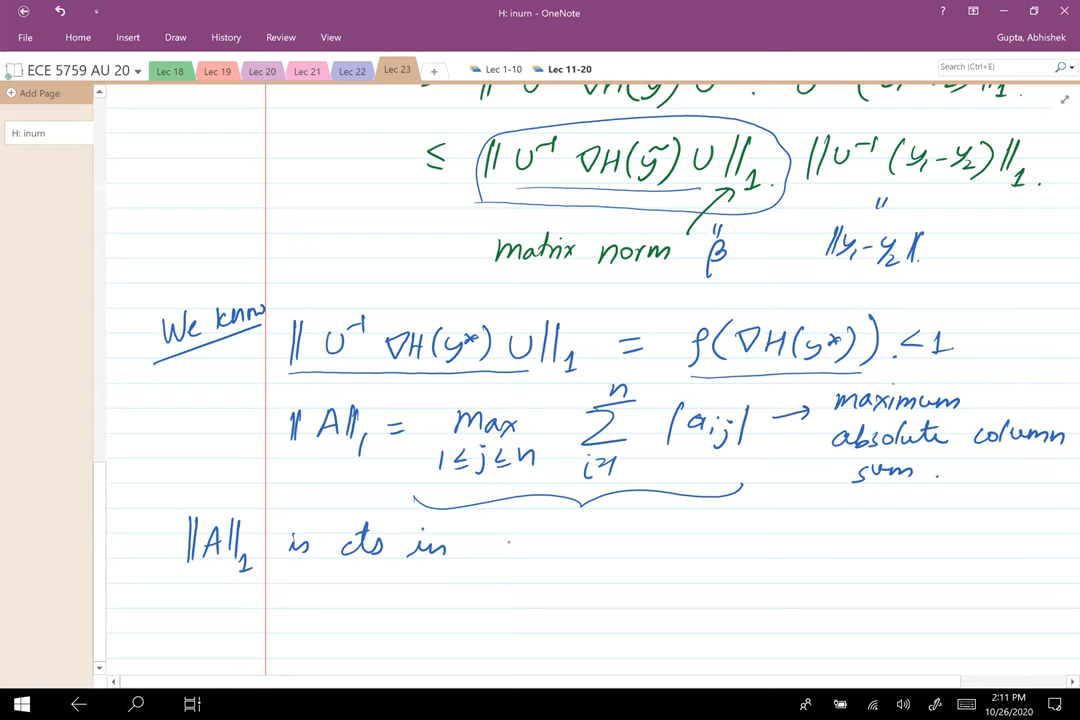 H: inurn - OneNote
Gupta, Abhishek
File Home Insert Draw History Review View
ECE 5759 AU 20 Lec 18 Lec 19 Lec 20 Lec 21 Lec 22 Lec 23 + Lec 1-10 Lec 11-20 Search (Ctrl+E)
Add Page
H: inurn
≤ ‖ U⁻¹ ∇H(ỹ) U ‖₁ . ‖U⁻¹ (y₁ - y₂)‖₁ .
matrix norm " β " ‖y₁ - y₂‖.
We know ‖ U⁻¹ ∇H(y*) U ‖₁ = ρ(∇H(y*)) < 1
‖A‖₁ = max 1≤j≤n Σ i=1 n |aᵢⱼ| → maximum
absolute column
sum .
‖A‖₁ is cts in
2:11 PM
10/26/2020